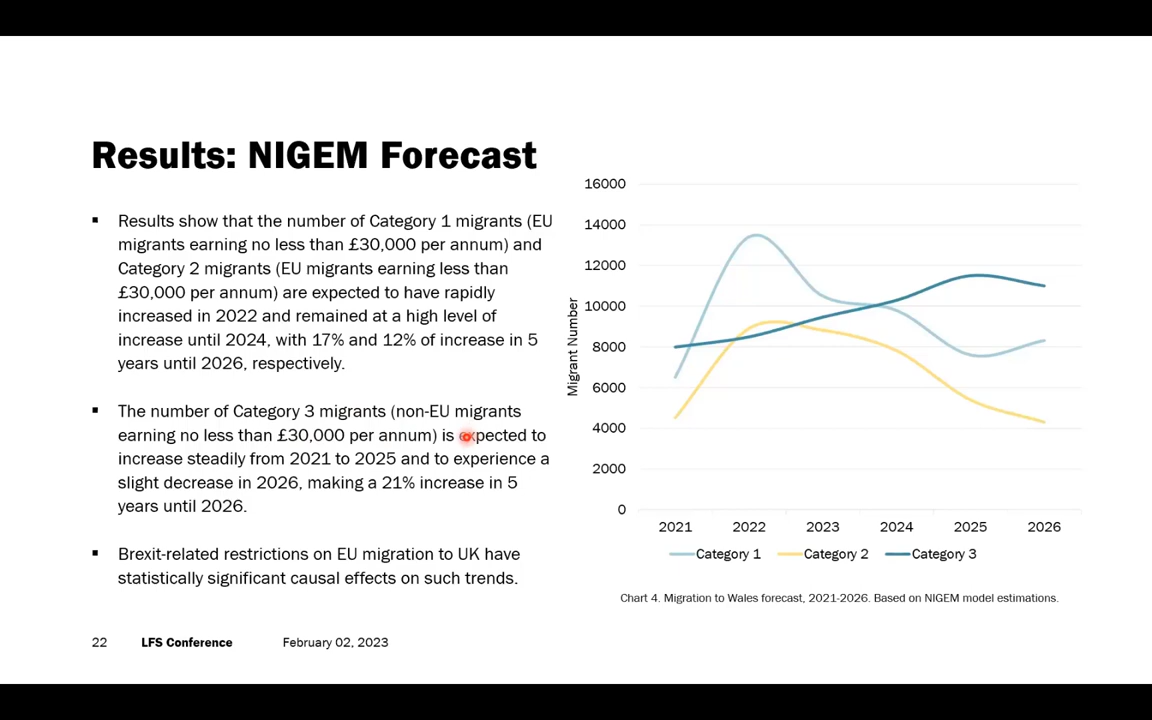 Results: NIGEM Forecast
▪ Results show that the number of Category 1 migrants (EU
migrants earning no less than £30,000 per annum) and
Category 2 migrants (EU migrants earning less than
£30,000 per annum) are expected to have rapidly
increased in 2022 and remained at a high level of
increase until 2024, with 17% and 12% of increase in 5
years until 2026, respectively.
▪ The number of Category 3 migrants (non-EU migrants
earning no less than £30,000 per annum) is expected to
increase steadily from 2021 to 2025 and to experience a
slight decrease in 2026, making a 21% increase in 5
years until 2026.
▪ Brexit-related restrictions on EU migration to UK have
statistically significant causal effects on such trends.
Migrant Number
16000
14000
12000
10000
8000
6000
4000
2000
0
2021 2022 2023 2024 2025 2026
Category 1 Category 2 Category 3
Chart 4. Migration to Wales forecast, 2021-2026. Based on NIGEM model estimations.
22 LFS Conference February 02, 2023